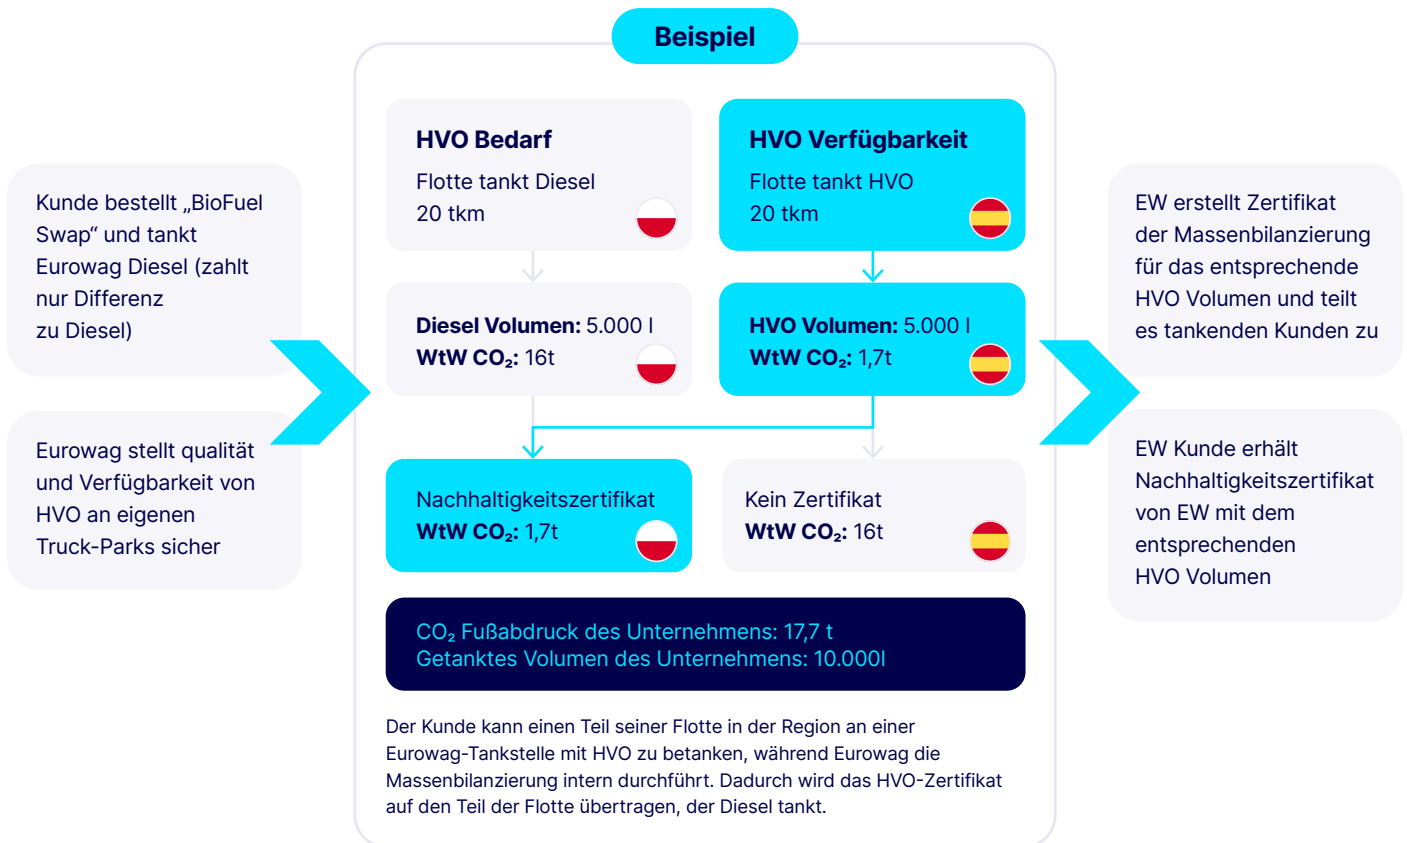 Beispiel
Kunde bestellt „BioFuel
Swap“ und tankt
Eurowag Diesel (zahlt
nur Differenz
zu Diesel)
Eurowag stellt qualität
und Verfügbarkeit von
HVO an eigenen
Truck-Parks sicher
HVO Bedarf
Flotte tankt Diesel
20 tkm
HVO Verfügbarkeit
Flotte tankt HVO
20 tkm
Diesel Volumen: 5.000 l
WtW CO₂: 16t
HVO Volumen: 5.000 l
WtW CO₂: 1,7t
Nachhaltigkeitszertifikat
WtW CO₂: 1,7t
Kein Zertifikat
WtW CO₂: 16t
CO₂ Fußabdruck des Unternehmens: 17,7 t
Getanktes Volumen des Unternehmens: 10.000l
Der Kunde kann einen Teil seiner Flotte in der Region an einer
Eurowag-Tankstelle mit HVO zu betanken, während Eurowag die
Massenbilanzierung intern durchführt. Dadurch wird das HVO-Zertifikat
auf den Teil der Flotte übertragen, der Diesel tankt.
EW erstellt Zertifikat
der Massenbilanzierung
für das entsprechende
HVO Volumen und teilt
es tankenden Kunden zu
EW Kunde erhält
Nachhaltigkeitszertifikat
von EW mit dem
entsprechenden
HVO Volumen